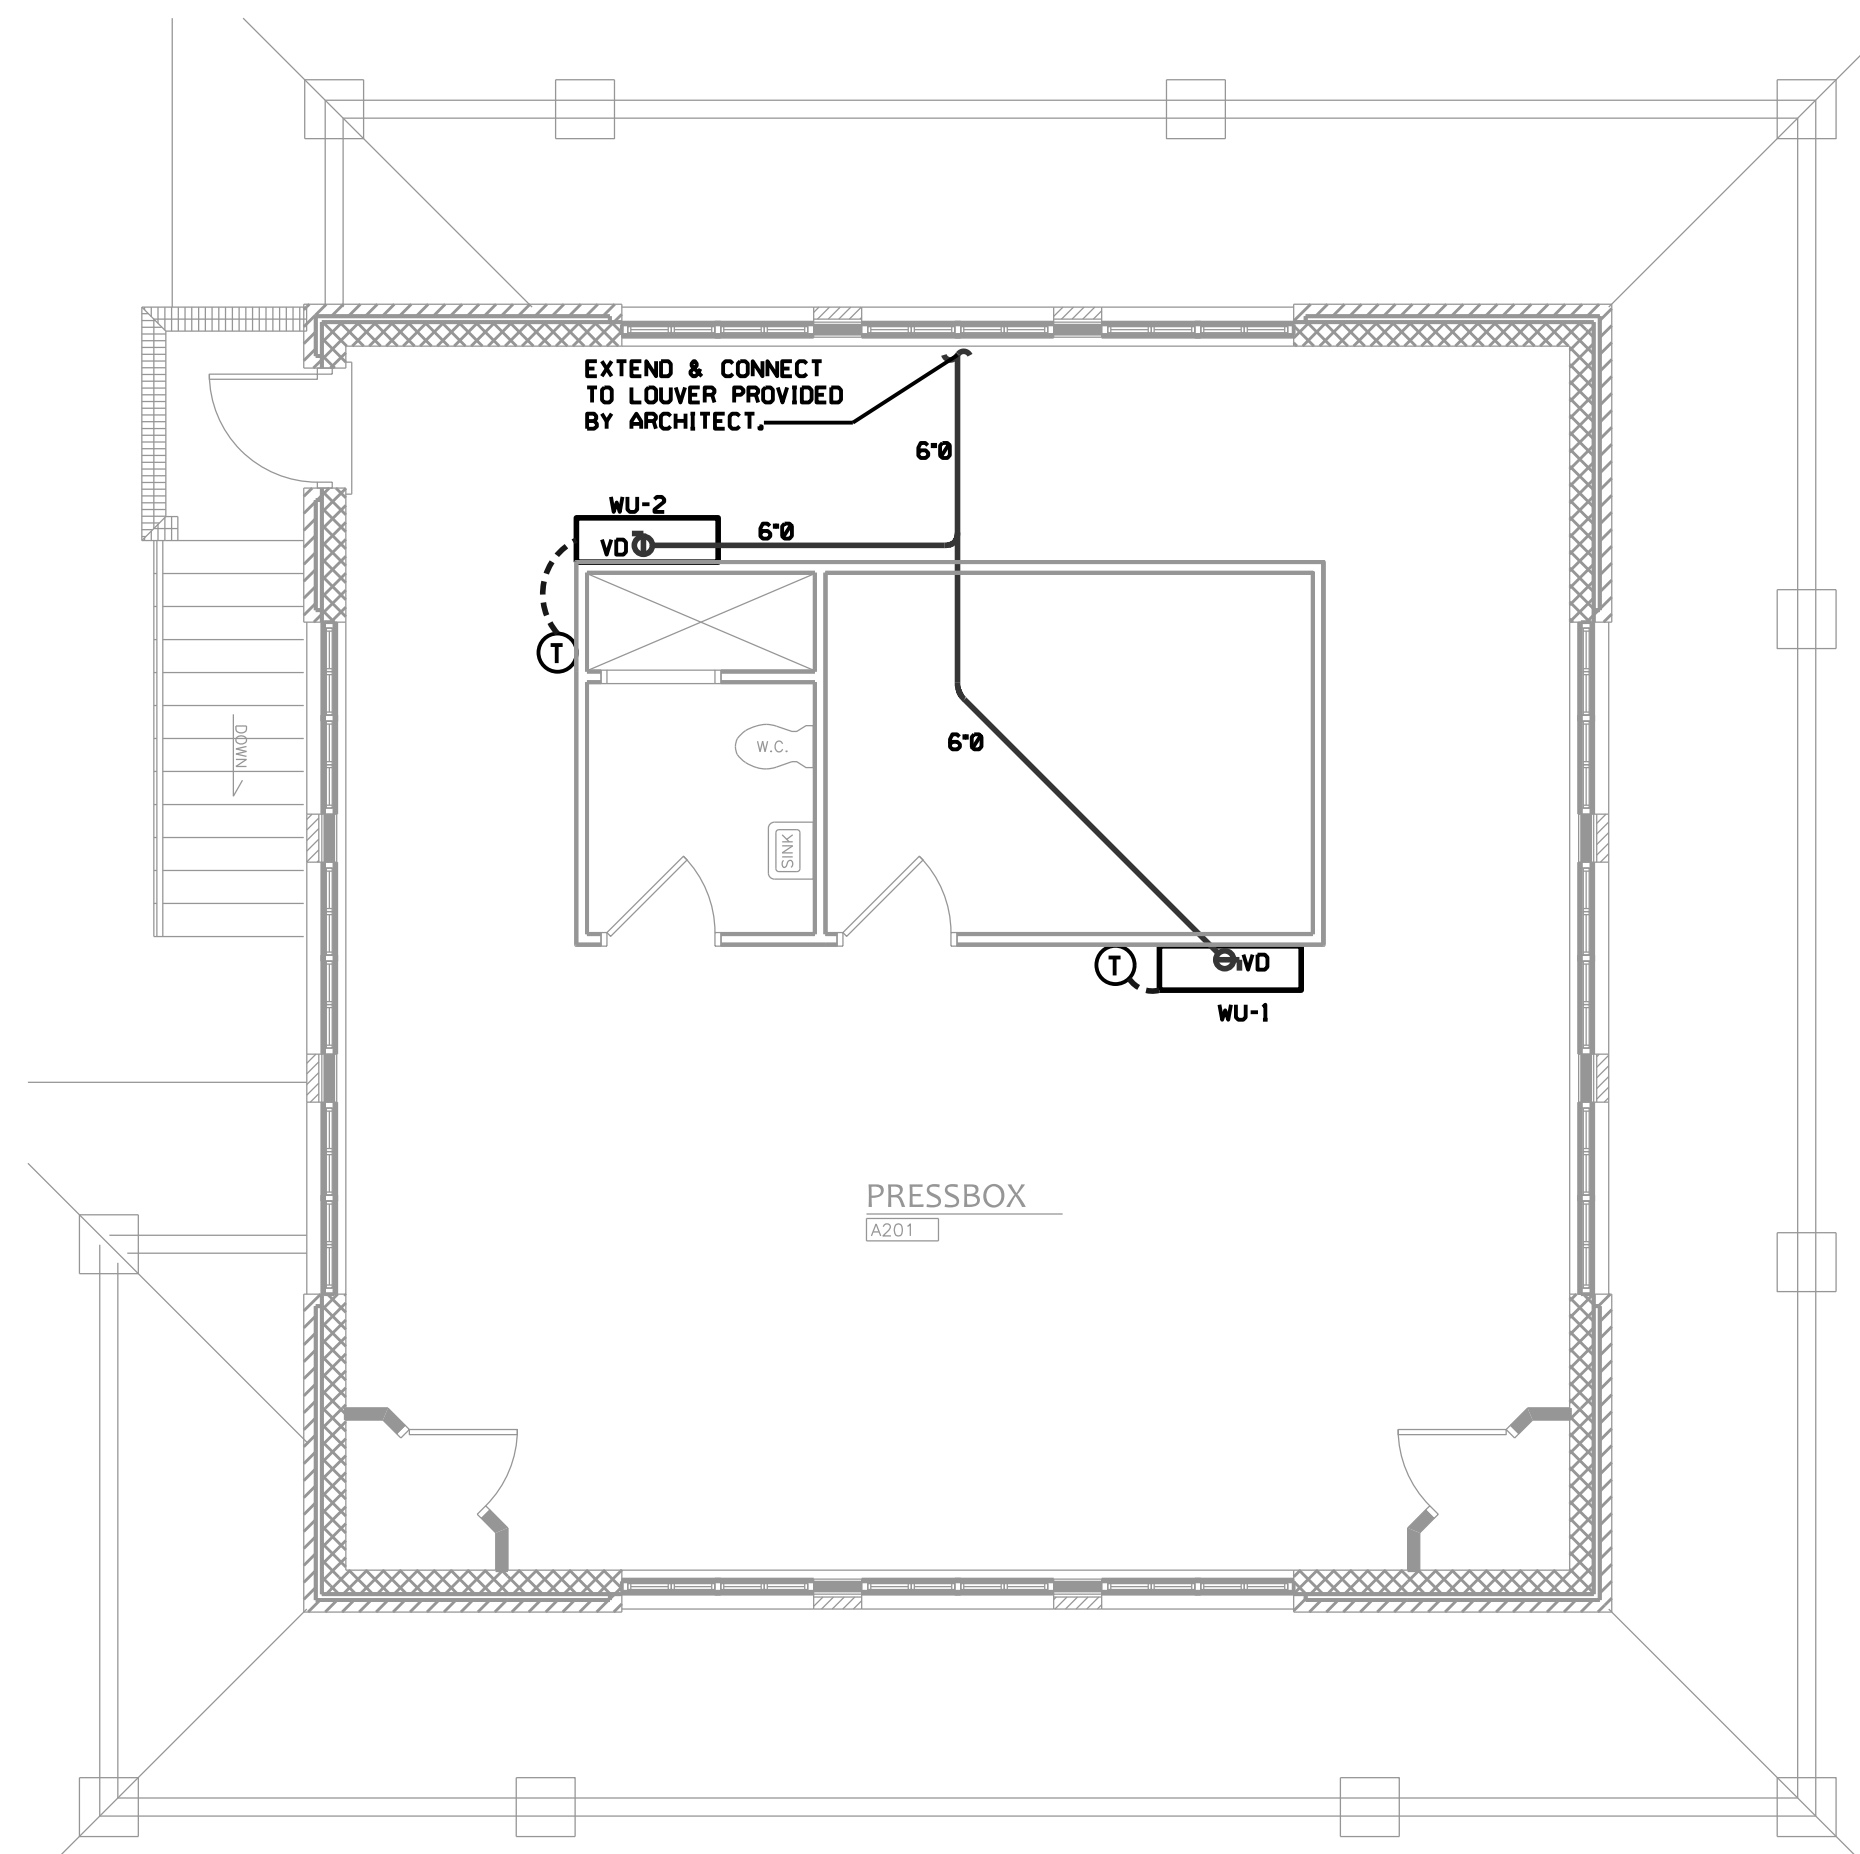 EXTEND & CONNECT
TO LOUVER PROVIDED
BY ARCHITECT.
6"Ø
WU-2
6"Ø
VD
T
DOWN
W.C.
6"Ø
SINK
T
VD
WU-1
PRESSBOX
A201